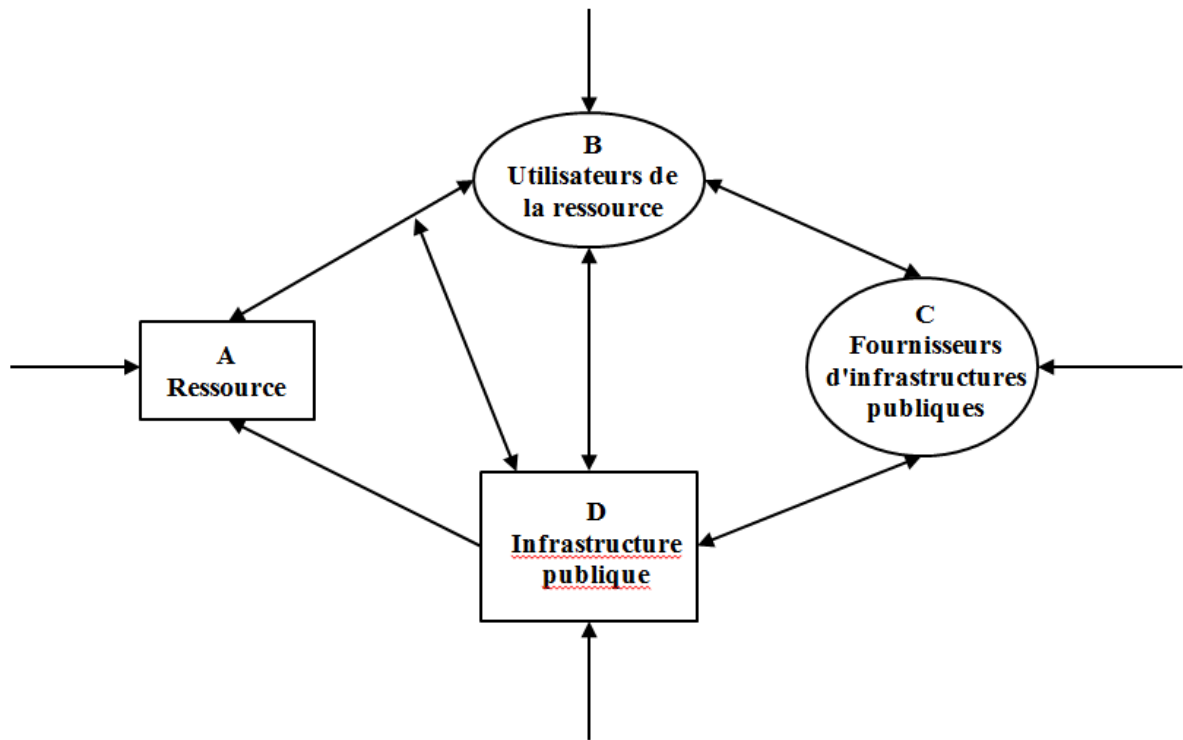 B
Utilisateurs de
la ressource
A
Ressource
C
Fournisseurs
d'infrastructures
publiques
D
Infrastructure
publique